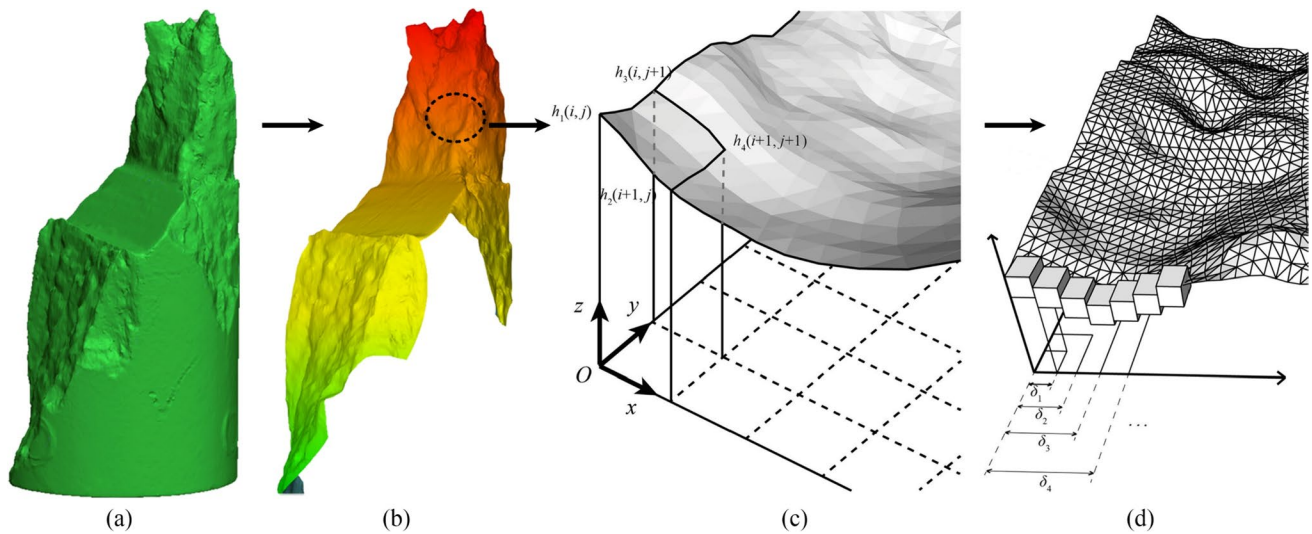 h₃(i, j+1)
h₁(i, j)
h₄(i+1, j+1)
h₂(i+1, j)
z
y
O
x
δ₁
δ₂
δ₃
δ₄
...
(a)
(b)
(c)
(d)